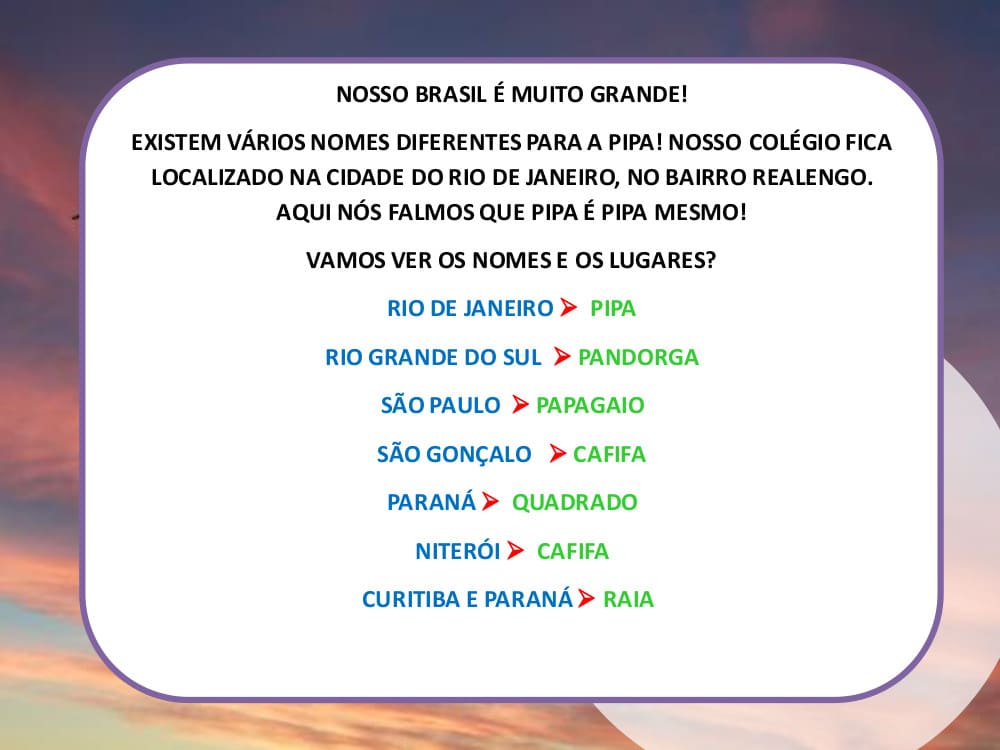 NOSSO BRASIL É MUITO GRANDE!
EXISTEM VÁRIOS NOMES DIFERENTES PARA A PIPA! NOSSO COLÉGIO FICA
LOCALIZADO NA CIDADE DO RIO DE JANEIRO, NO BAIRRO REALENGO.
AQUI NÓS FALMOS QUE PIPA É PIPA MESMO!
VAMOS VER OS NOMES E OS LUGARES?
RIO DE JANEIRO ➢ PIPA
RIO GRANDE DO SUL ➢ PANDORGA
SÃO PAULO ➢ PAPAGAIO
SÃO GONÇALO ➢ CAFIFA
PARANÁ ➢ QUADRADO
NITERÓI ➢ CAFIFA
CURITIBA E PARANÁ ➢ RAIA